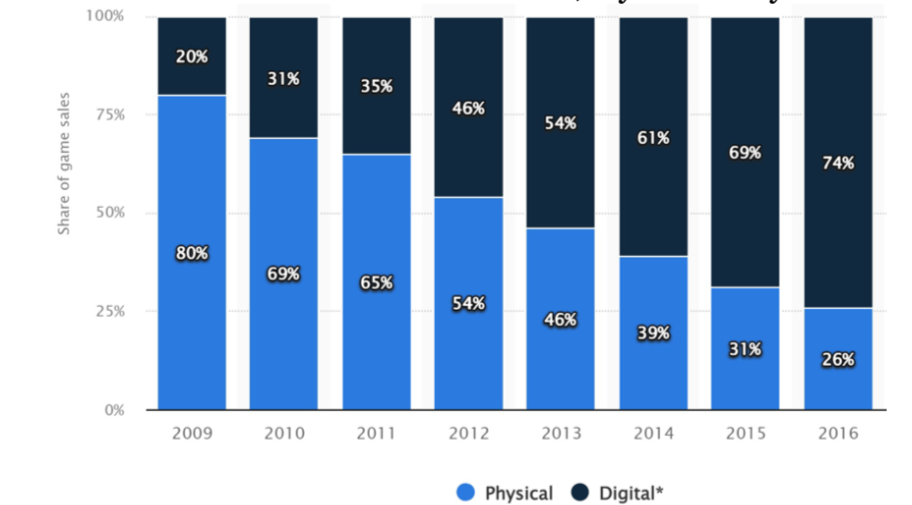 100%
75%
50%
25%
0%
Share of game sales
20% 31% 35% 46% 54% 61% 69% 74%
80% 69% 65% 54% 46% 39% 31% 26%
2009 2010 2011 2012 2013 2014 2015 2016
Physical Digital*